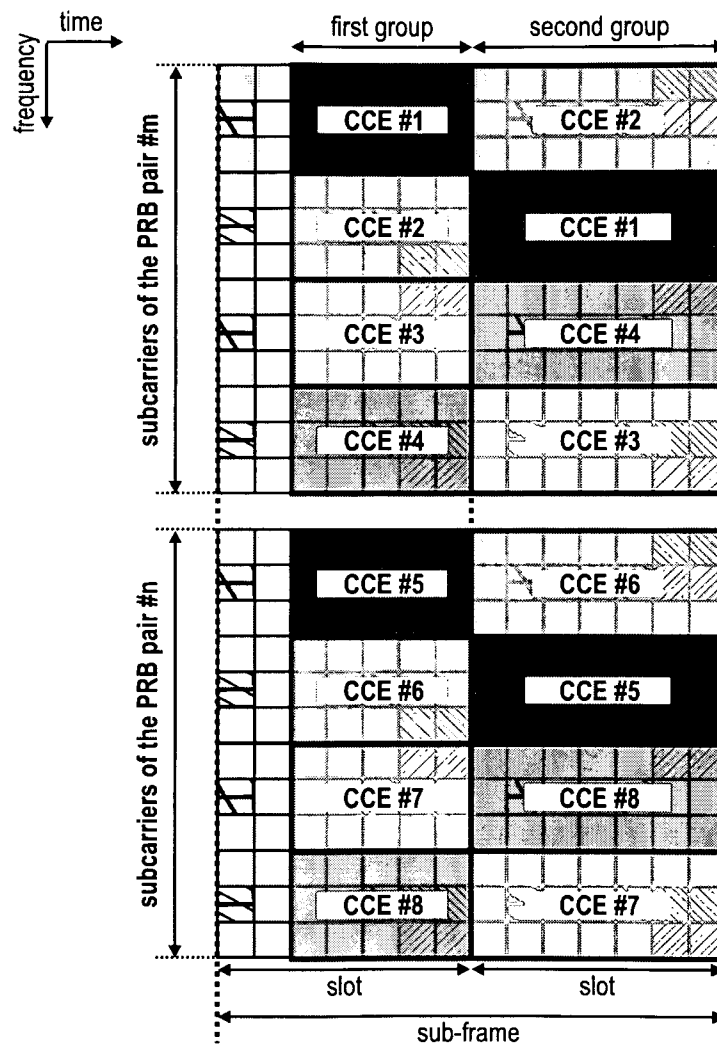 time
frequency
first group
second group
subcarriers of the PRB pair #m
CCE #1
CCE #2
CCE #2
CCE #1
CCE #3
CCE #4
CCE #4
CCE #3
subcarriers of the PRB pair #n
CCE #5
CCE #6
CCE #6
CCE #5
CCE #7
CCE #8
CCE #8
CCE #7
slot
slot
sub-frame